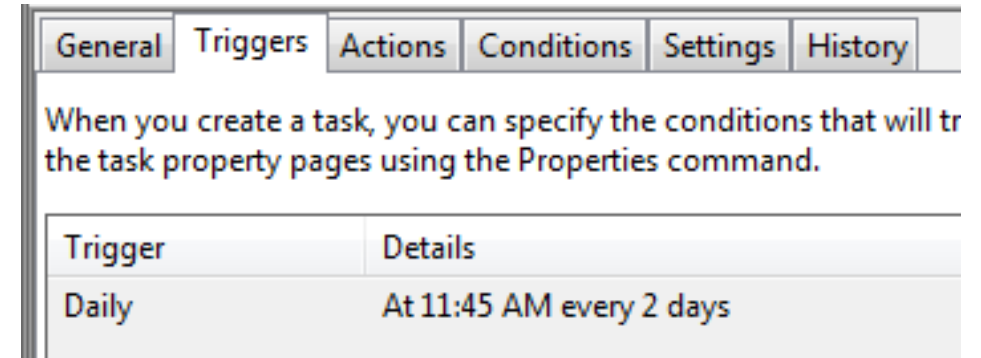 General Triggers Actions Conditions Settings History
When you create a task, you can specify the conditions that will tr
the task property pages using the Properties command.
Trigger Details
Daily At 11:45 AM every 2 days